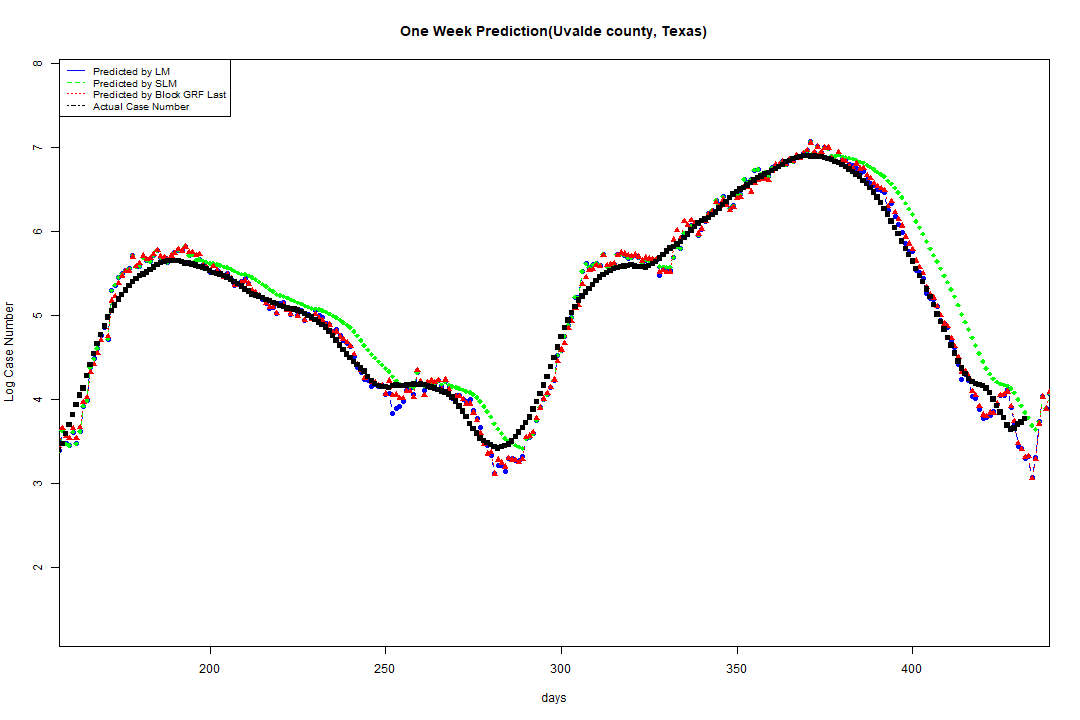 One Week Prediction(Uvalde county, Texas)
Predicted by LM
Predicted by SLM
Predicted by Block GRF Last
Actual Case Number
8
7
6
5
4
3
2
Log Case Number
200
250
300
350
400
days